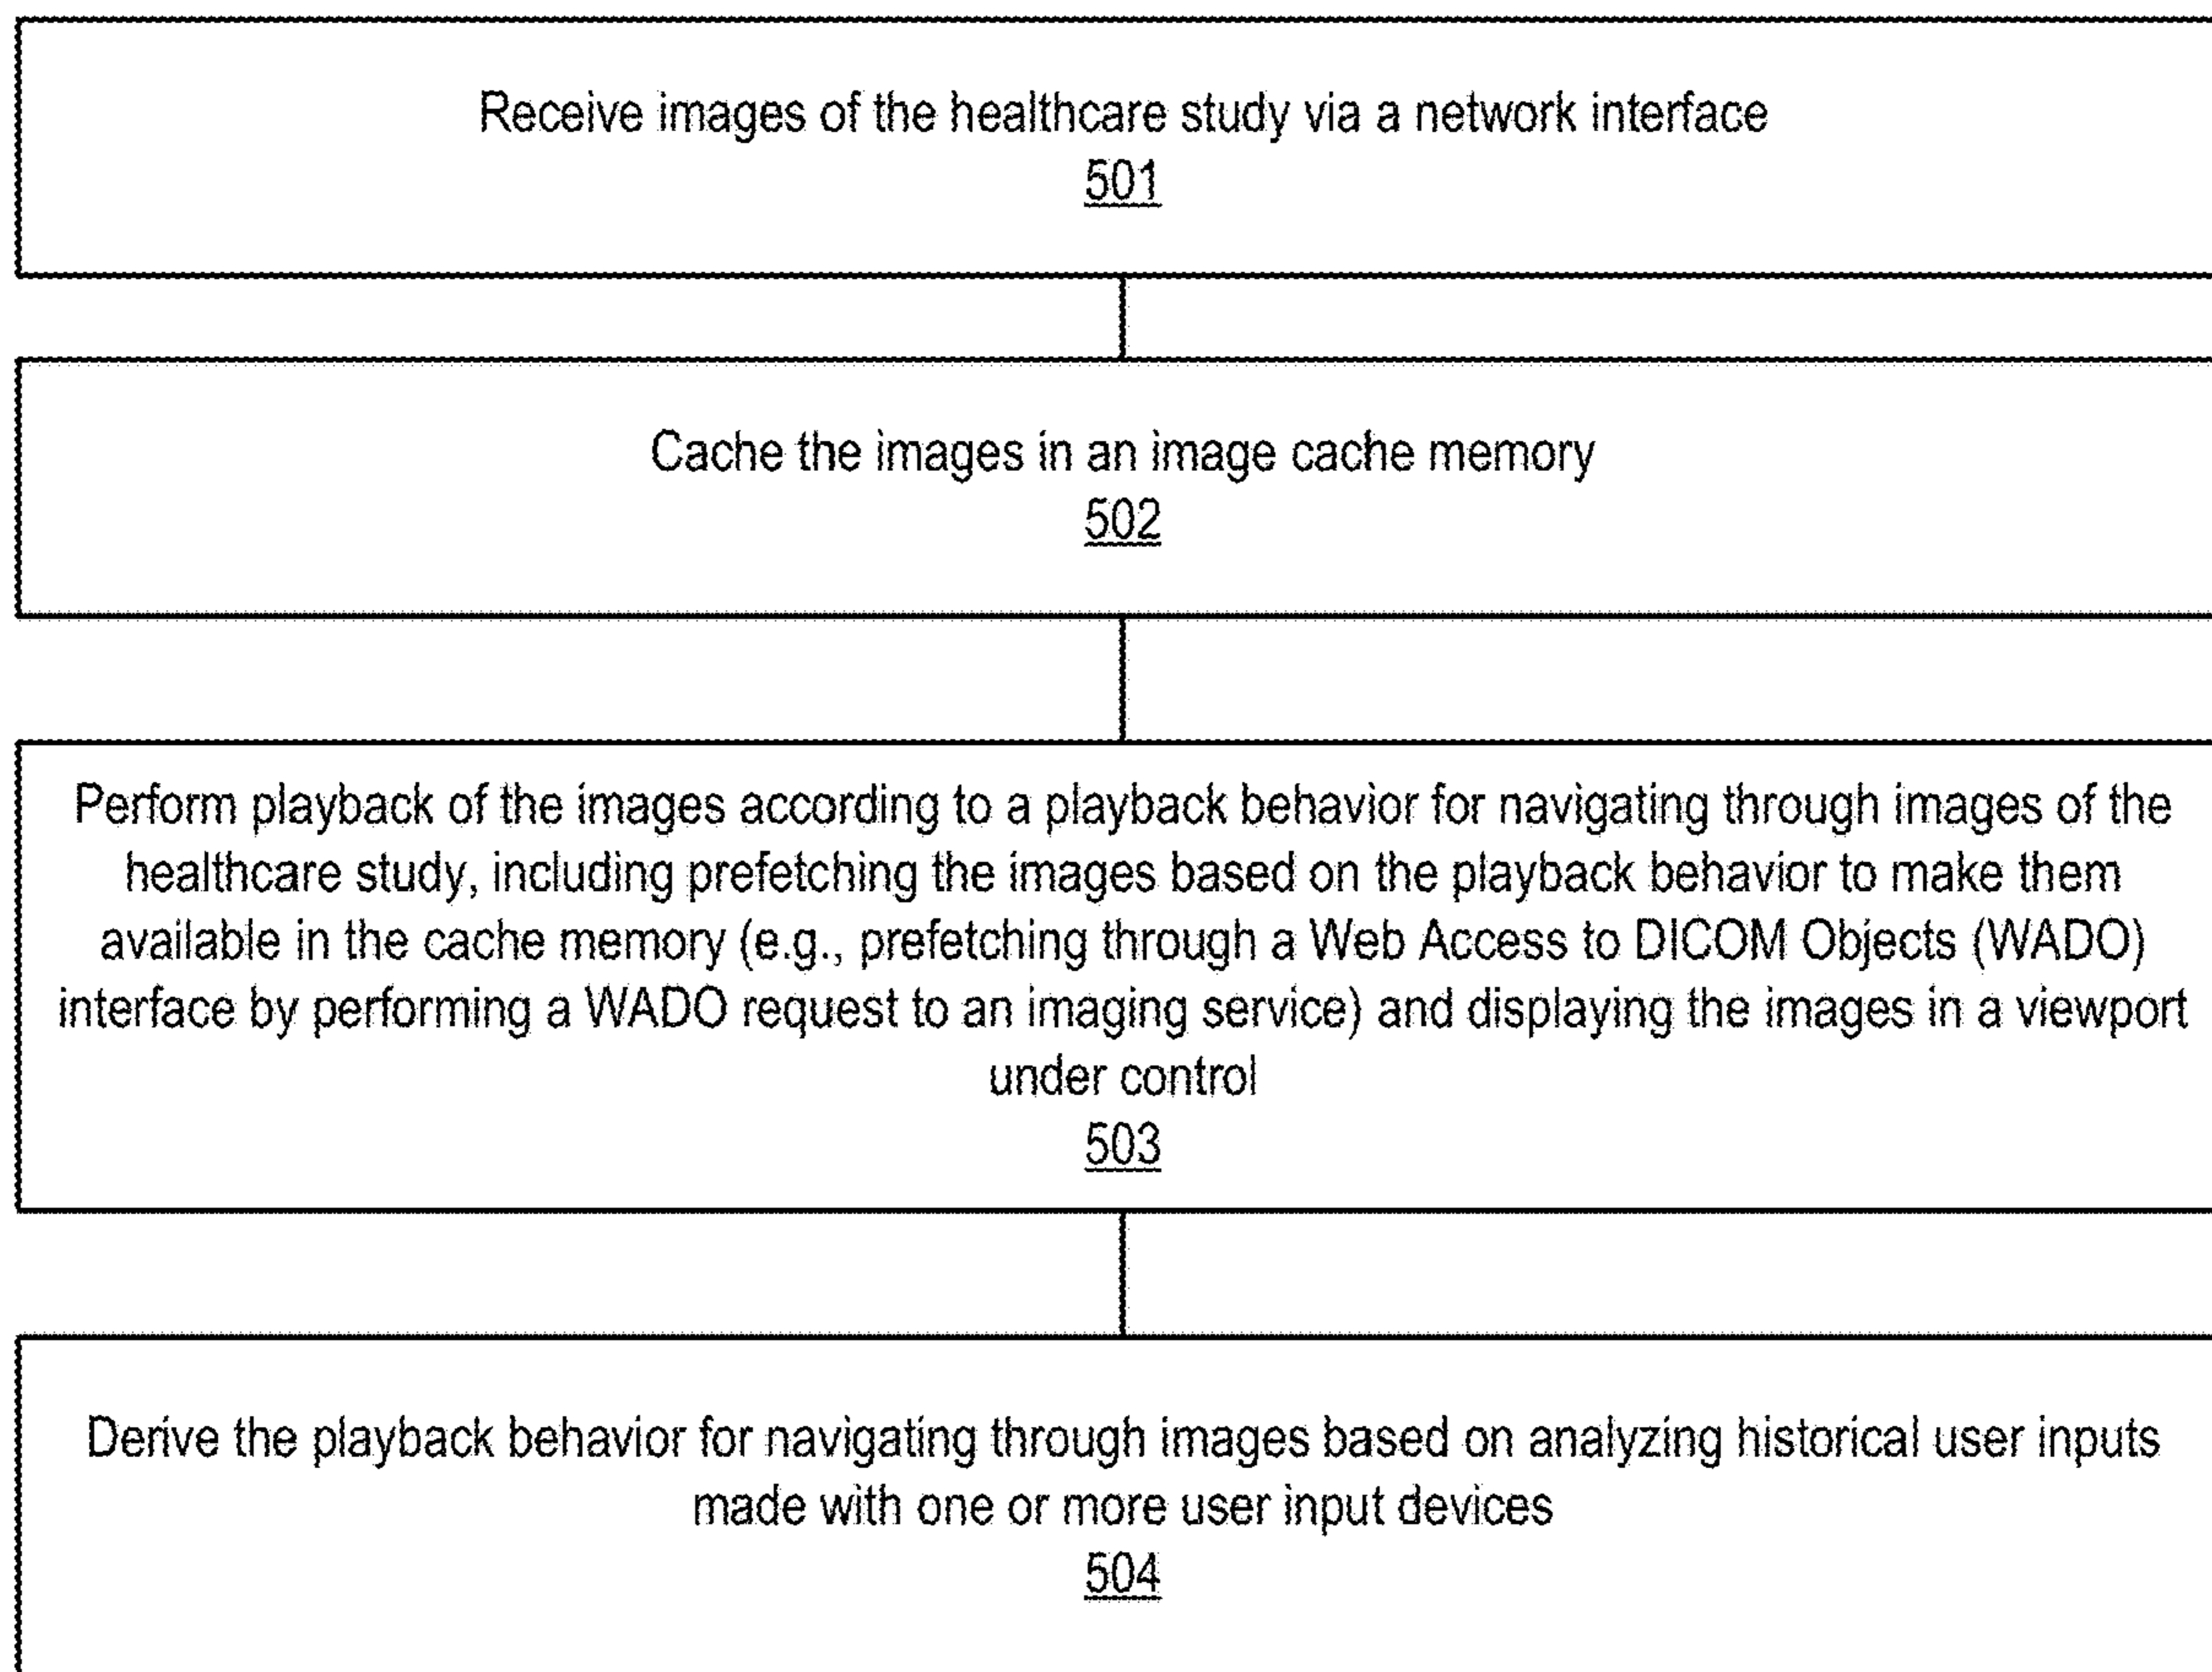 Receive images of the healthcare study via a network interface
501
Cache the images in an image cache memory
502
Perform playback of the images according to a playback behavior for navigating through images of the
healthcare study, including prefetching the images based on the playback behavior to make them
available in the cache memory (e.g., prefetching through a Web Access to DICOM Objects (WADO)
interface by performing a WADO request to an imaging service) and displaying the images in a viewport
under control
503
Derive the playback behavior for navigating through images based on analyzing historical user inputs
made with one or more user input devices
504